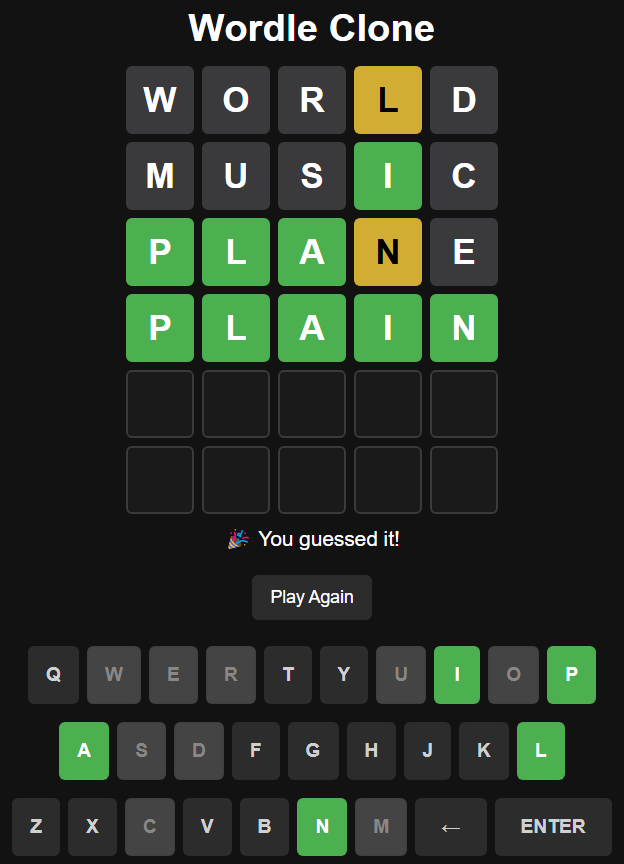 Wordle Clone
W O R L D
M U S I C
P L A N E
P L A I N
🎉 You guessed it!
Play Again
Q W E R T Y U I O P
A S D F G H J K L
Z X C V B N M ← ENTER